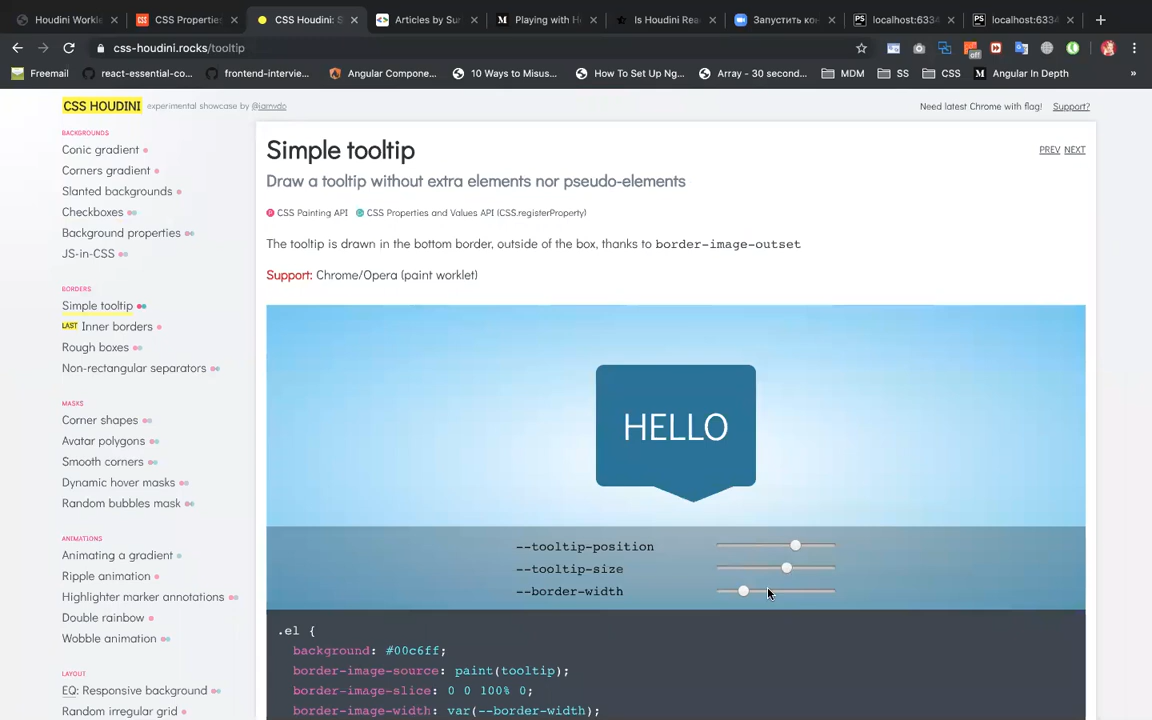 Houdini Workl
CSS Properties
CSS Houdini: S
Articles by Sur
Playing with H
Is Houdini Rea
Запустить кон
localhost:6334
localhost:6334
css-houdini.rocks/tooltip
off
Freemail
react-essential-co...
frontend-intervie...
Angular Compone...
10 Ways to Misus...
How To Set Up Ng...
Array - 30 second...
MDM
SS
CSS
Angular In Depth
»
CSS HOUDINI experimental showcase by @iamvdo
Need latest Chrome with flag! Support?
BACKGROUNDS
Conic gradient
Corners gradient
Slanted backgrounds
Checkboxes
Background properties
JS-in-CSS
BORDERS
Simple tooltip
LAST Inner borders
Rough boxes
Non-rectangular separators
MASKS
Corner shapes
Avatar polygons
Smooth corners
Dynamic hover masks
Random bubbles mask
ANIMATIONS
Animating a gradient
Ripple animation
Highlighter marker annotations
Double rainbow
Wobble animation
LAYOUT
EQ: Responsive background
Random irregular grid
Simple tooltip
PREV NEXT
Draw a tooltip without extra elements nor pseudo-elements
P CSS Painting API CSS Properties and Values API (CSS.registerProperty)
The tooltip is drawn in the bottom border, outside of the box, thanks to border-image-outset
Support: Chrome/Opera (paint worklet)
HELLO
--tooltip-position
--tooltip-size
--border-width
.el {
background: #00c6ff;
border-image-source: paint(tooltip);
border-image-slice: 0 0 100% 0;
border-image-width: var(--border-width);